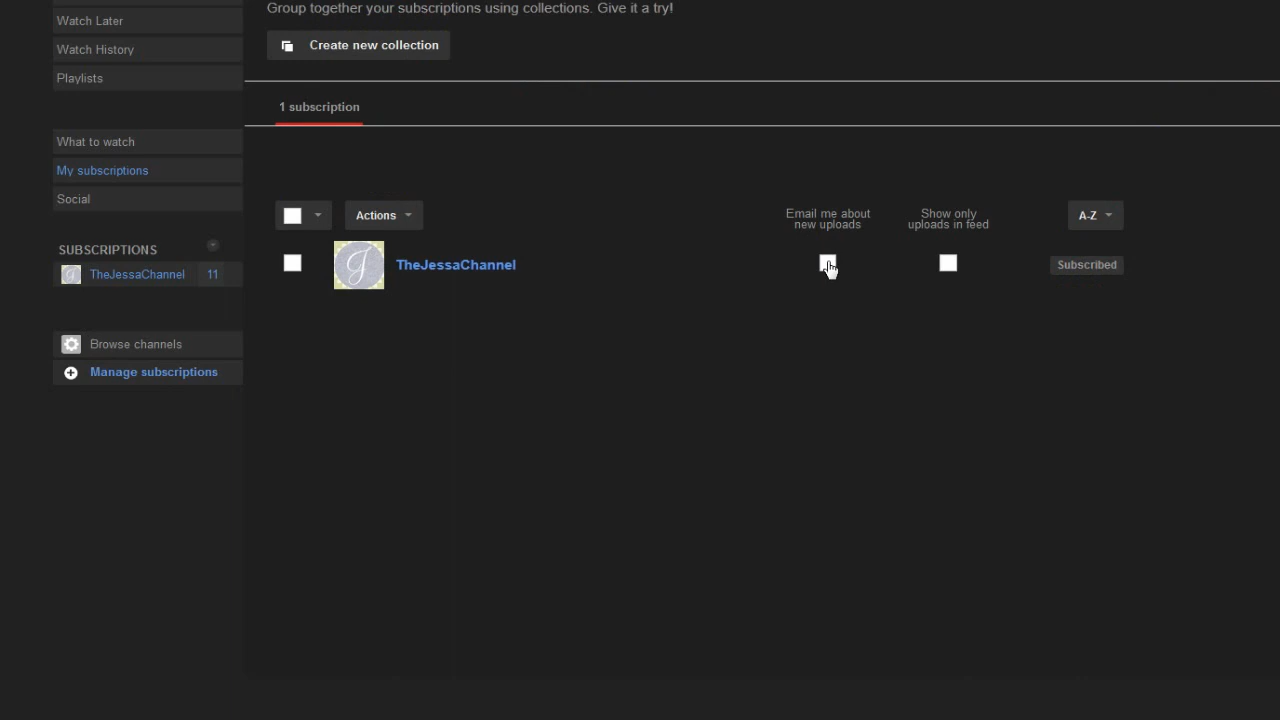 Group together your subscriptions using collections. Give it a try!
Create new collection
Watch Later
Watch History
Playlists
1 subscription
What to watch
My subscriptions
Social
SUBSCRIPTIONS
TheJessaChannel 11
Browse channels
Manage subscriptions
Actions
Email me about
new uploads
Show only
uploads in feed
A-Z
J
TheJessaChannel
Subscribed